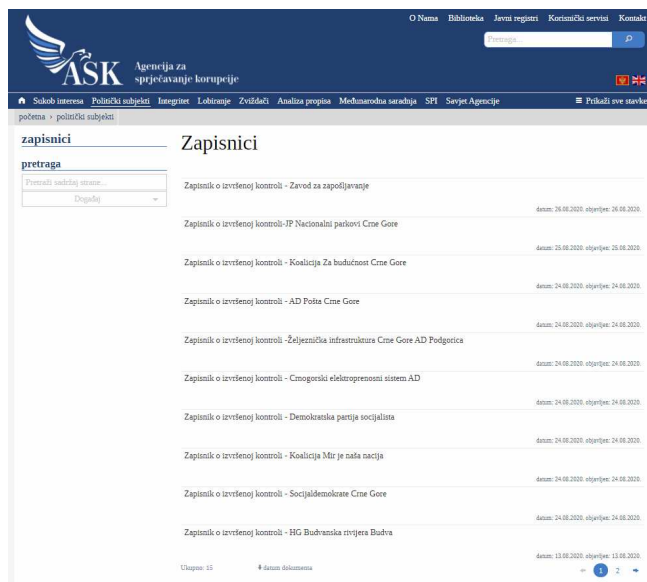 O Nama Biblioteka Javni registri Korisnički servisi Kontakt
Pretraga...
ASK
Agencija za
sprječavanje korupcije
Sukob interesa Politički subjekti Integritet Lobiranje Zviždači Analiza propisa Međunarodna saradnja SPI Savjet Agencije Prikaži sve stavke
početna › politički subjekti
zapisnici
Zapisnici
pretraga
Pretraži sadržaj strane...
Događaj
Zapisnik o izvršenoj kontroli - Zavod za zapošljavanje
datum: 26.08.2020. objavljen: 26.08.2020.
Zapisnik o izvršenoj kontroli-JP Nacionalni parkovi Crne Gore
datum: 25.08.2020. objavljen: 25.08.2020.
Zapisnik o izvršenoj kontroli - Koalicija Za budućnost Crne Gore
datum: 24.08.2020. objavljen: 24.08.2020.
Zapisnik o izvršenoj kontroli - AD Pošta Crne Gore
datum: 24.08.2020. objavljen: 24.08.2020.
Zapisnik o izvršenoj kontroli -Željeznička infrastruktura Crne Gore AD Podgorica
datum: 24.08.2020. objavljen: 24.08.2020.
Zapisnik o izvršenoj kontroli - Crnogorski elektroprenosni sistem AD
datum: 24.08.2020. objavljen: 24.08.2020.
Zapisnik o izvršenoj kontroli - Demokratska partija socijalista
datum: 24.08.2020. objavljen: 24.08.2020.
Zapisnik o izvršenoj kontroli - Koalicija Mir je naša nacija
datum: 24.08.2020. objavljen: 24.08.2020.
Zapisnik o izvršenoj kontroli - Socijaldemokrate Crne Gore
datum: 24.08.2020. objavljen: 24.08.2020.
Zapisnik o izvršenoj kontroli - HG Budvanska rivijera Budva
datum: 13.08.2020. objavljen: 13.08.2020.
Ukupno: 15 datum dokumenta 1 2